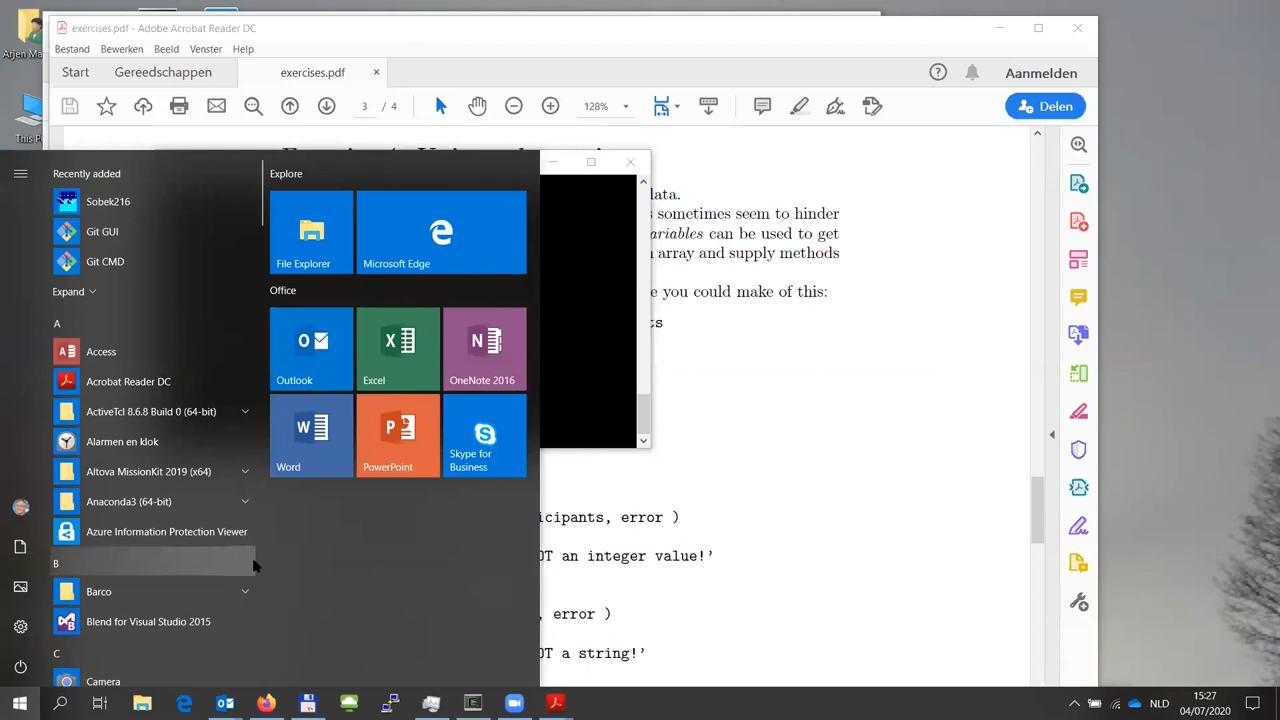 exercises.pdf - Adobe Acrobat Reader DC
Bestand Bewerken Beeld Venster Help
Start Gereedschappen exercises.pdf × Aanmelden
3 / 4 128% Delen
Arjen Ma
This P
data.
s sometimes seem to hinder
ariables can be used to get
n array and supply methods
e you could make of this:
ts
icipants, error )
OT an integer value!'
, error )
OT a string!'
Recently added
Sobek216
Git GUI
Git CMD
Expand
A
Access
Acrobat Reader DC
ActiveTcl 8.6.8 Build 0 (64-bit)
Alarmen en klok
Altova MissionKit 2019 (x64)
Anaconda3 (64-bit)
Azure Information Protection Viewer
B
Barco
Blend for Visual Studio 2015
C
Camera
Explore
File Explorer Microsoft Edge
Office
Outlook Excel OneNote 2016
Word PowerPoint Skype for
Business
NLD 15:27
04/07/2020